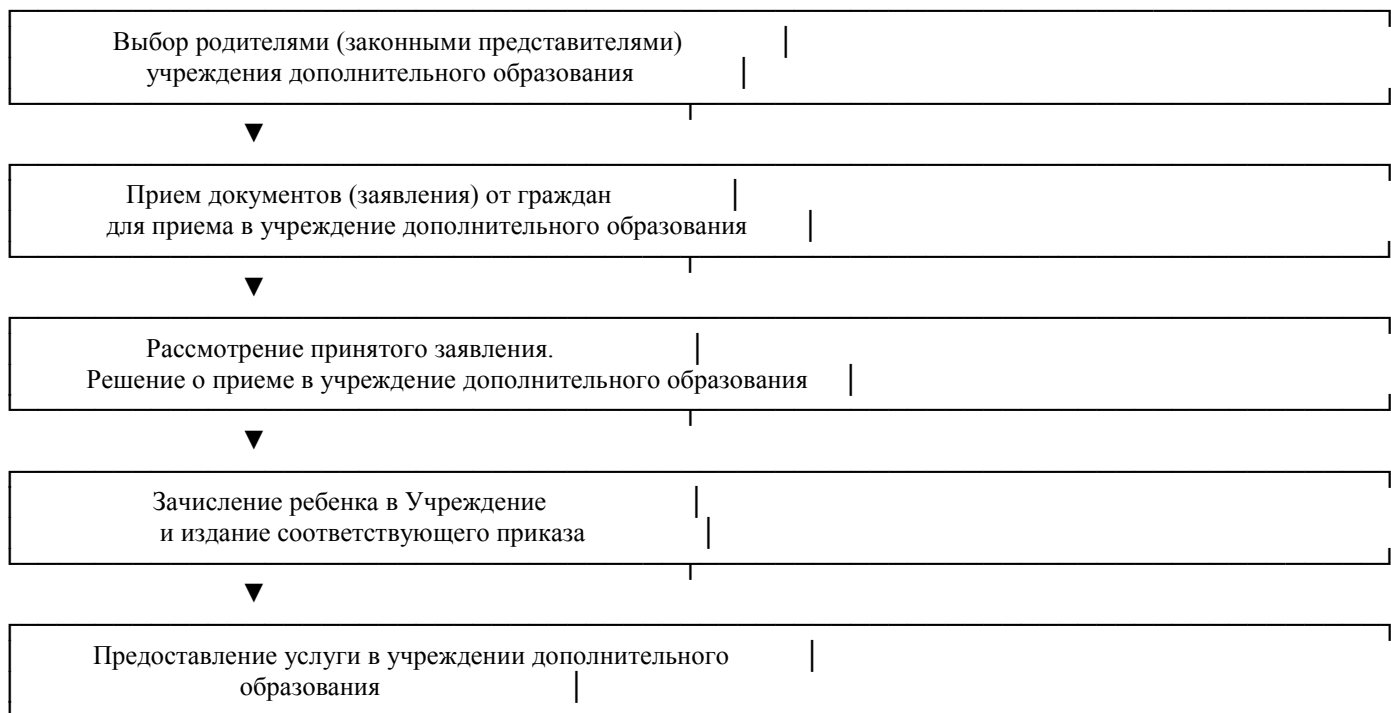 Выбор родителями (законными представителями)
учреждения дополнительного образования
Прием документов (заявления) от граждан
для приема в учреждение дополнительного образования
Рассмотрение принятого заявления.
Решение о приеме в учреждение дополнительного образования
Зачисление ребенка в Учреждение
и издание соответствующего приказа
Предоставление услуги в учреждении дополнительного
образования